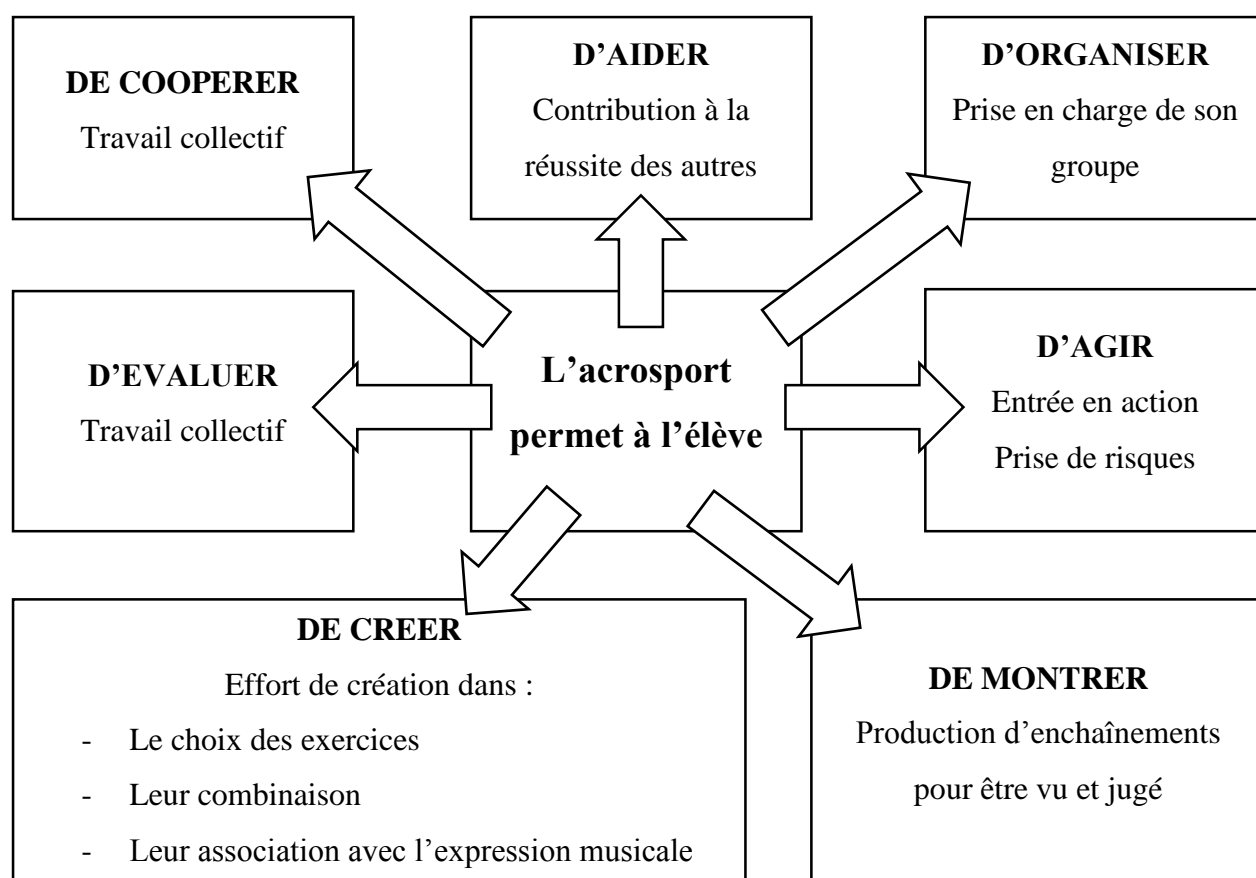 DE COOPERER
Travail collectif
D’AIDER
Contribution à la
réussite des autres
D’ORGANISER
Prise en charge de son
groupe
D’EVALUER
Travail collectif
L’acrosport
permet à l’élève
D’AGIR
Entrée en action
Prise de risques
DE CREER
Effort de création dans :
- Le choix des exercices
- Leur combinaison
- Leur association avec l’expression musicale
DE MONTRER
Production d’enchaînements
pour être vu et jugé